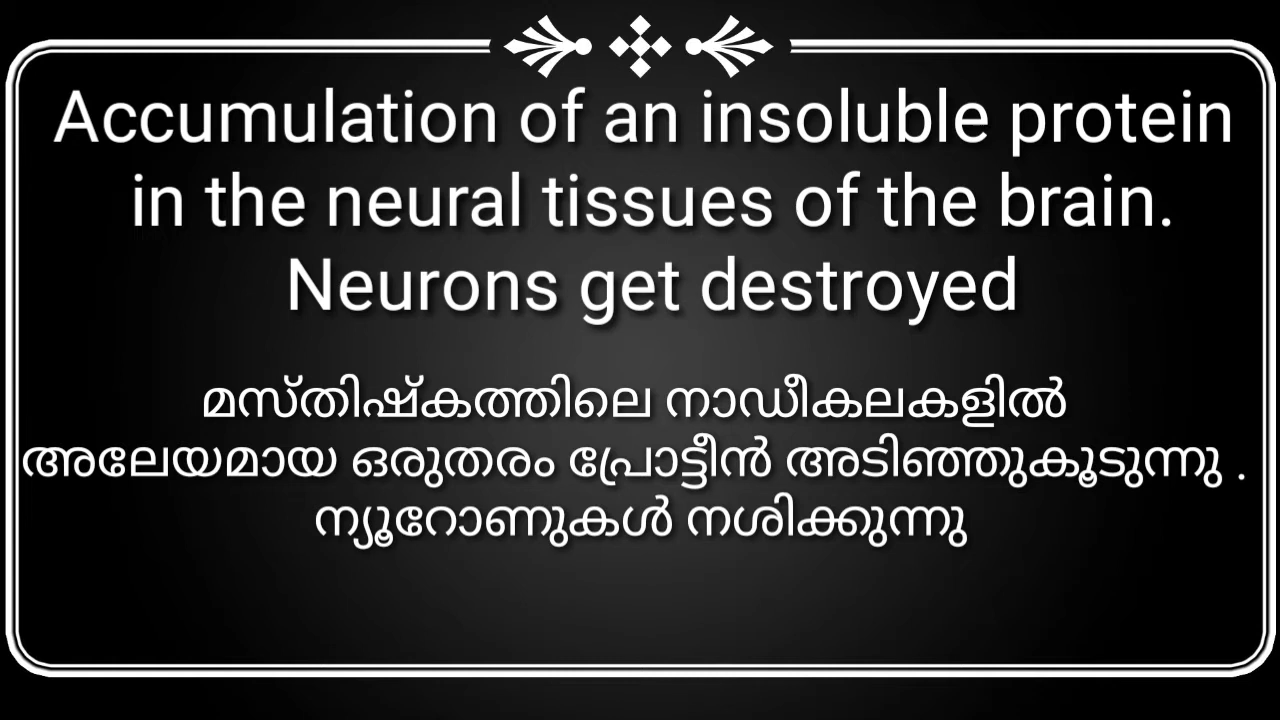 Accumulation of an insoluble protein
in the neural tissues of the brain.
Neurons get destroyed
മസ്തിഷ്കത്തിലെ നാഡീകലകളിൽ
അലേയമായ ഒരുതരം പ്രോട്ടീൻ അടിഞ്ഞുകൂടുന്നു .
ന്യൂറോണുകൾ നശിക്കുന്നു